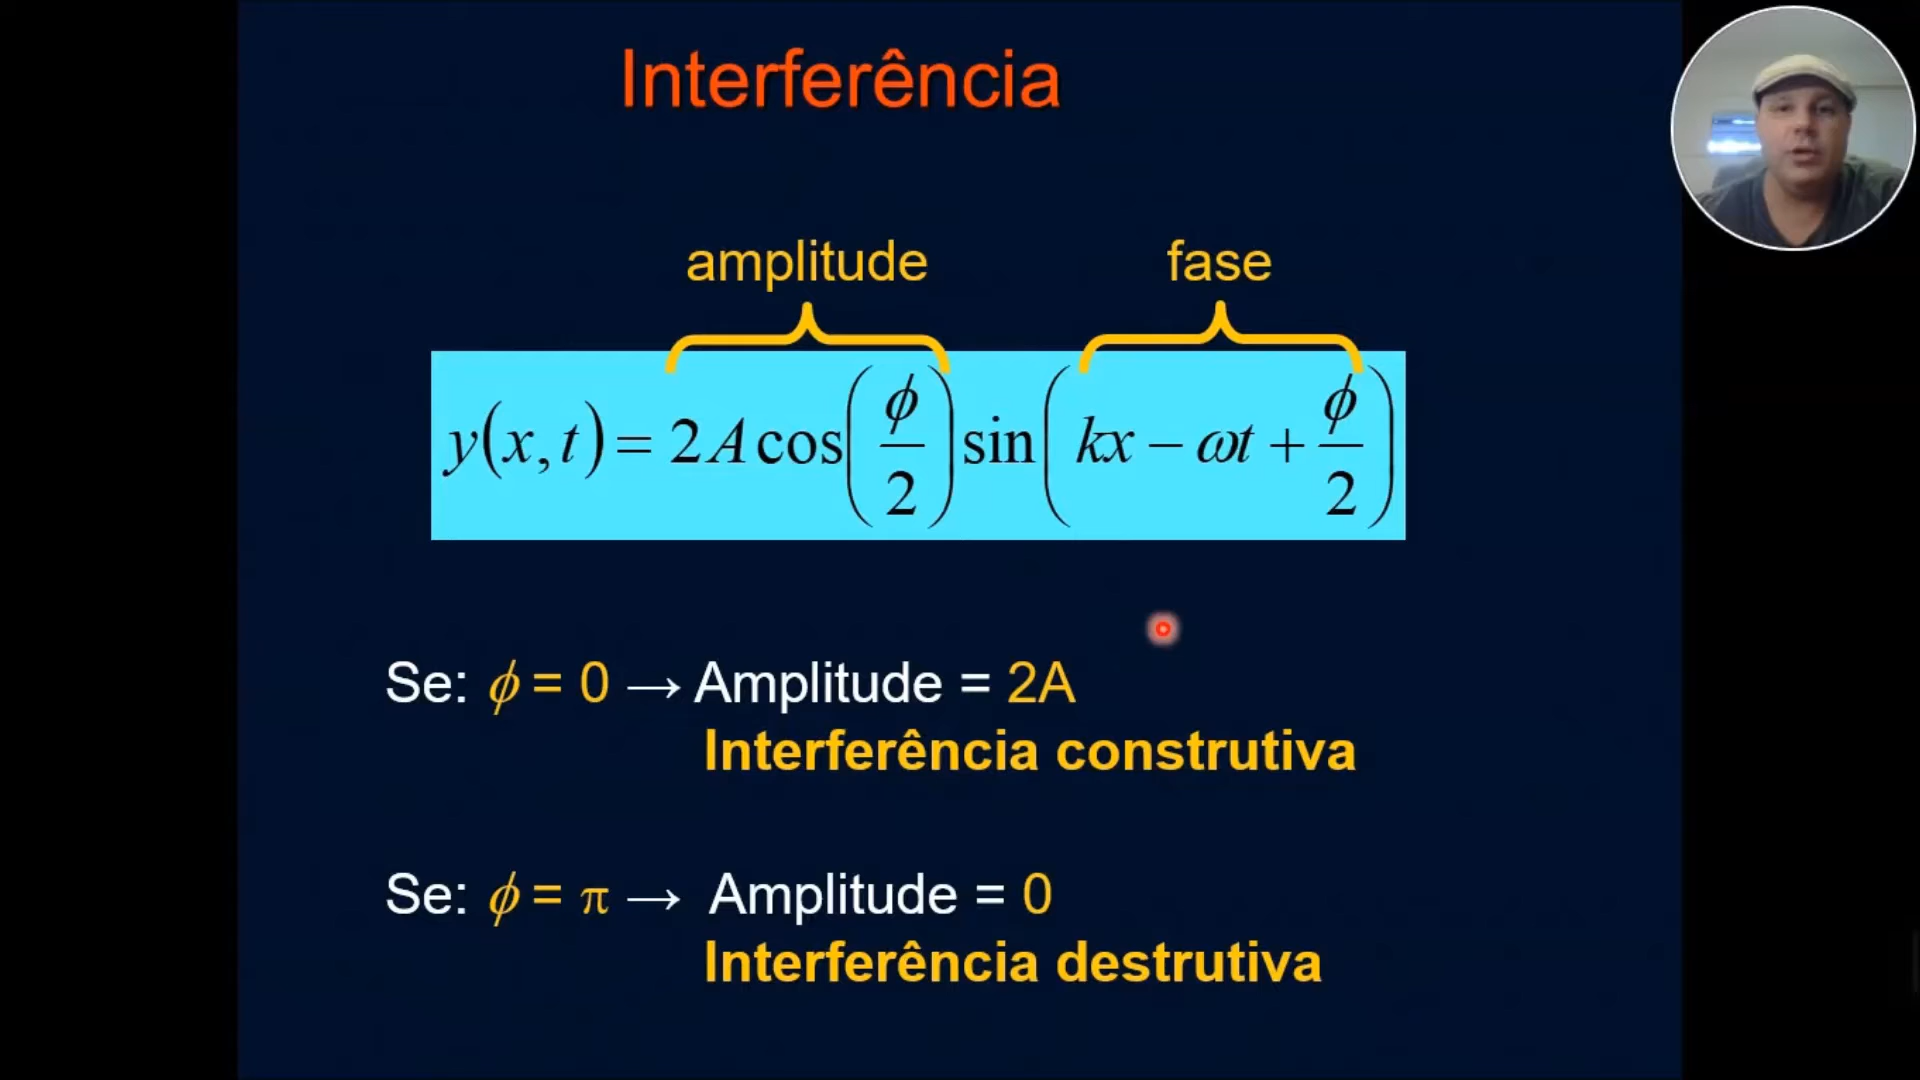 Interferência
amplitude fase
y(x,t) = 2A cos(ϕ/2) sin(kx − ωt + ϕ/2)
Se: ϕ = 0 → Amplitude = 2A
Interferência construtiva
Se: ϕ = π → Amplitude = 0
Interferência destrutiva